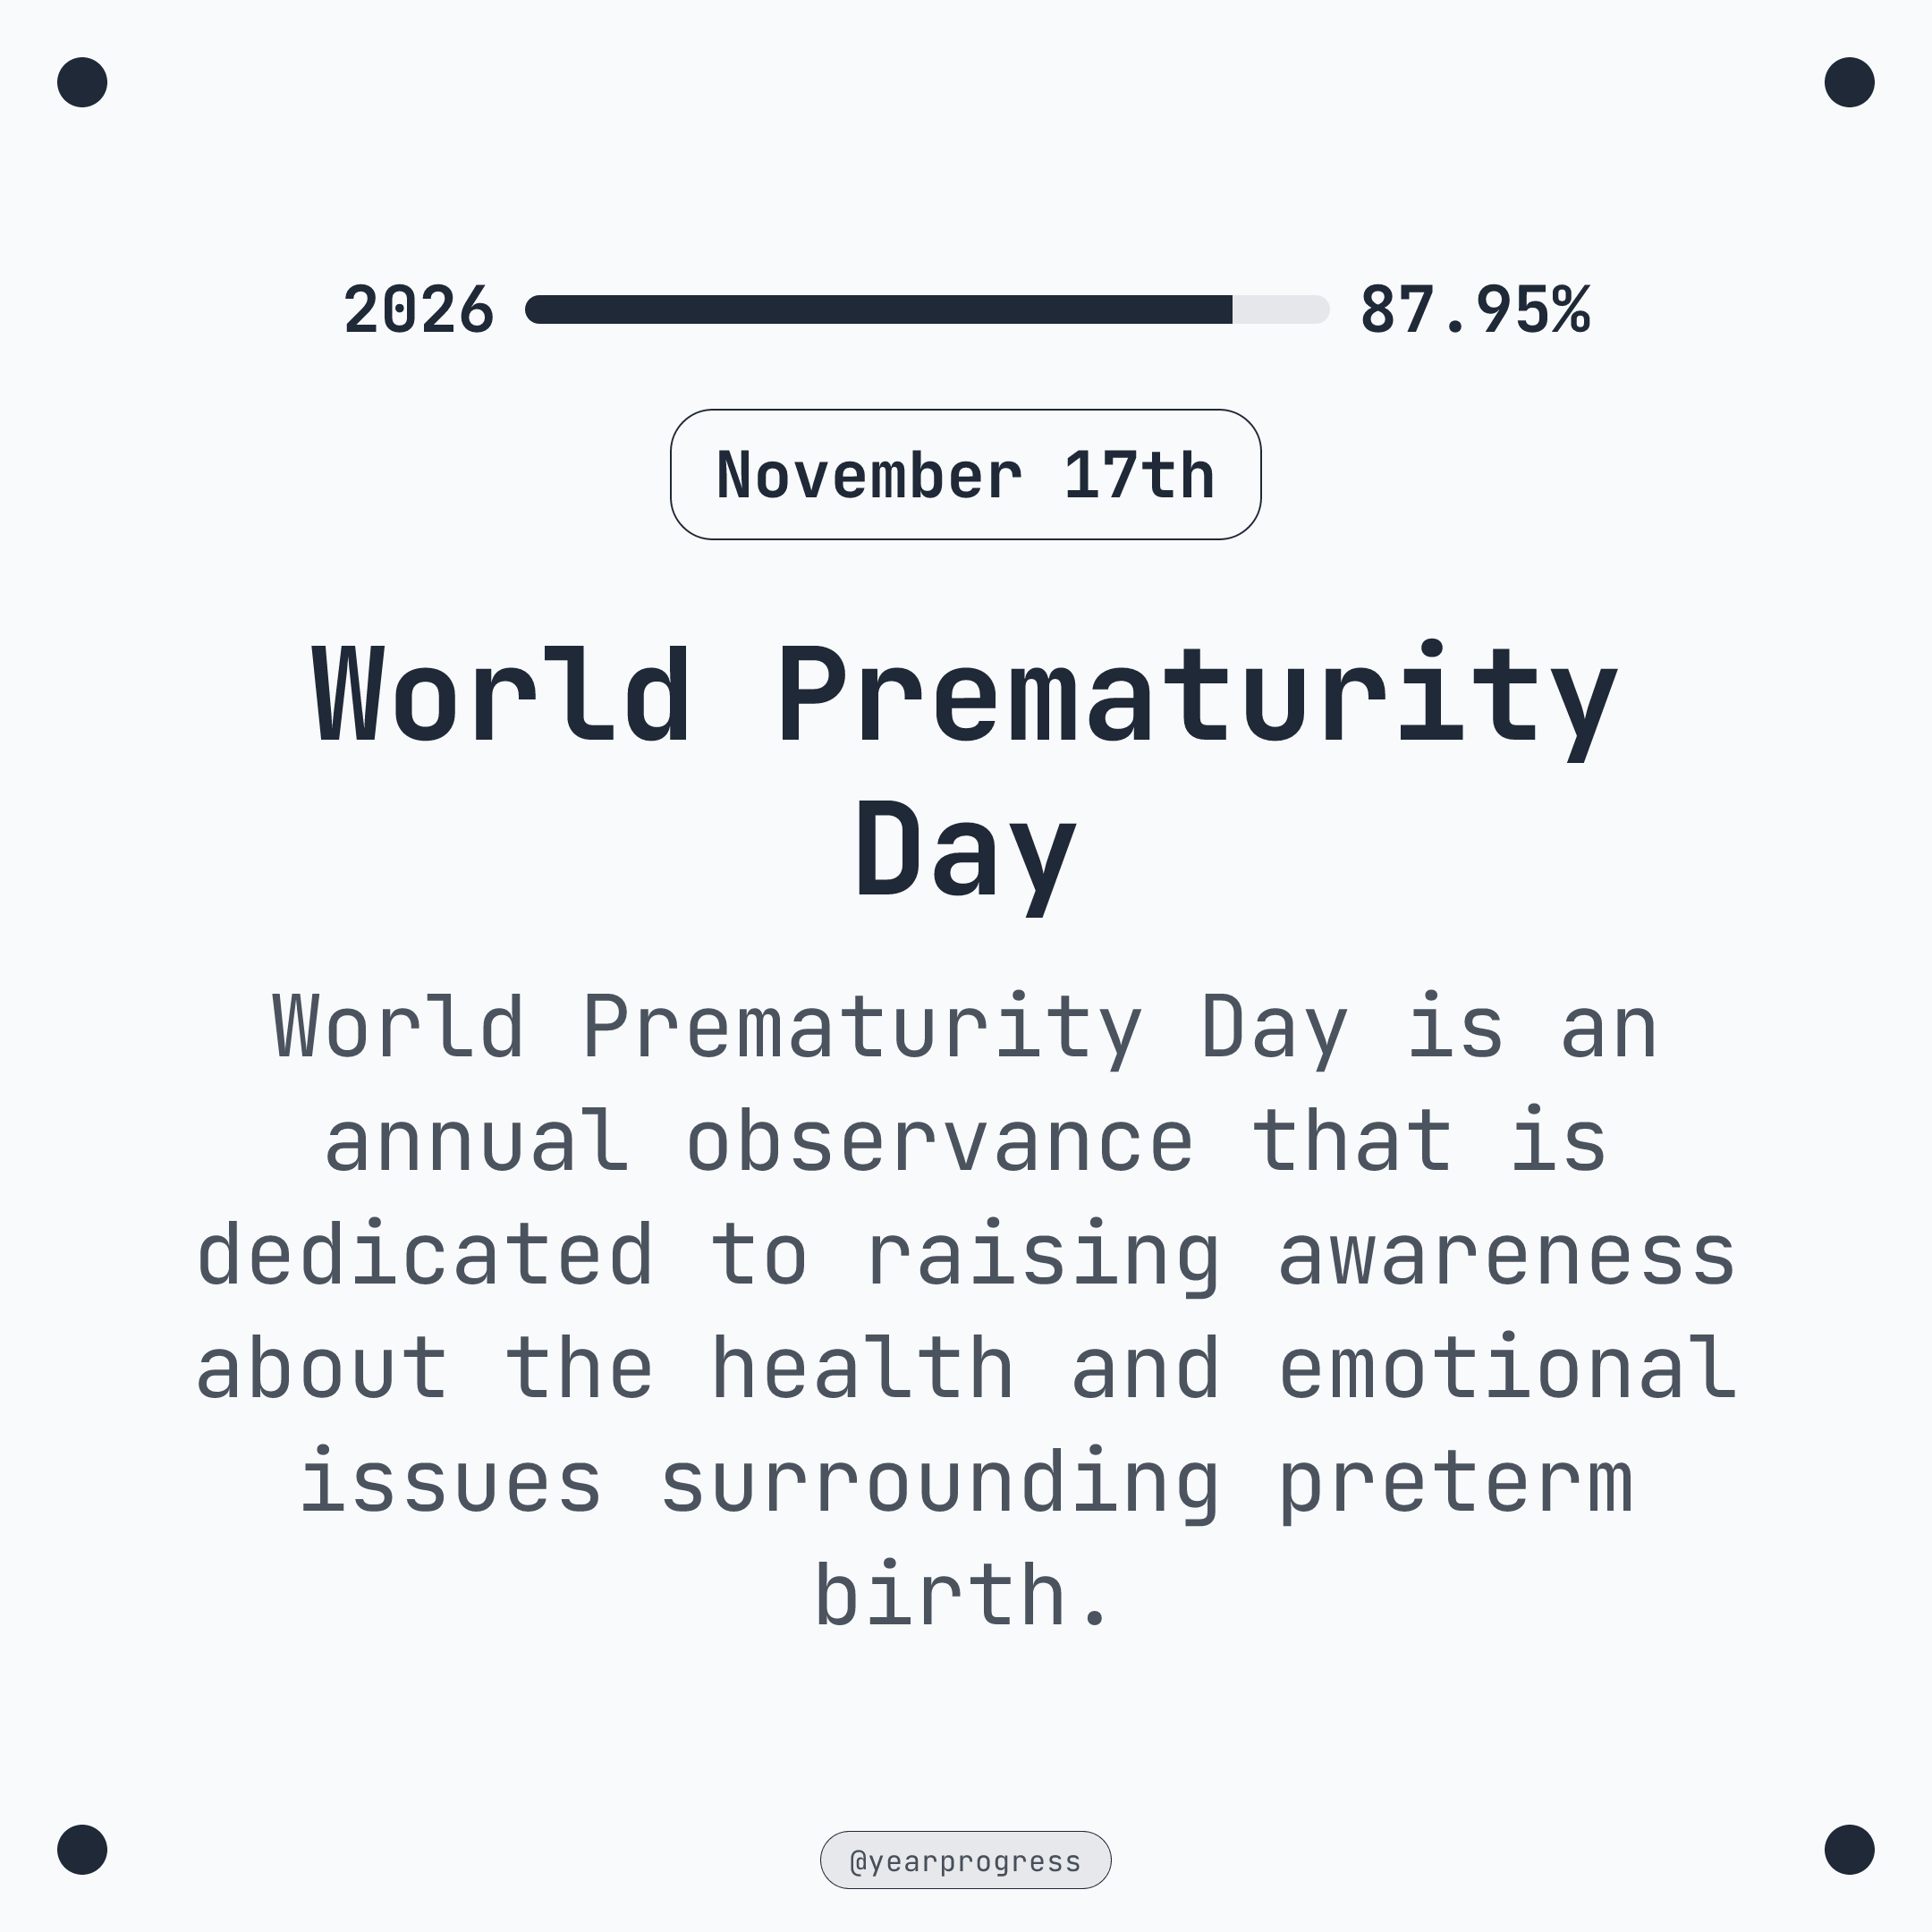 2026 87.95%
November 17th
World Prematurity
Day
World Prematurity Day is an
annual observance that is
dedicated to raising awareness
about the health and emotional
issues surrounding preterm
birth.
@yearprogress